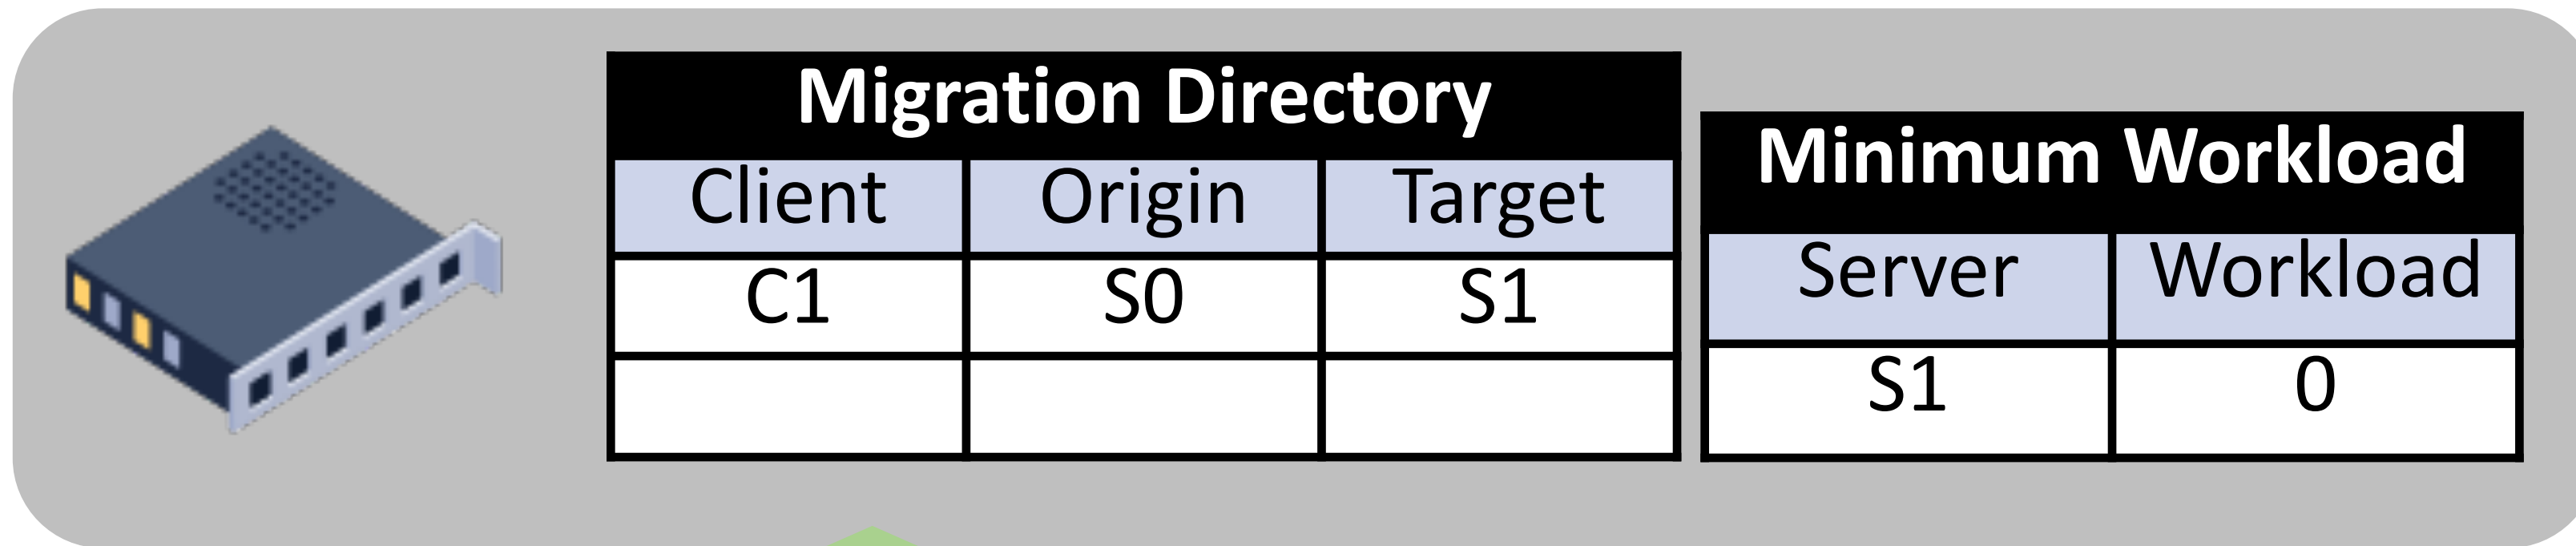 Migration Directory
Client Origin Target
C1 S0 S1
Minimum Workload
Server Workload
S1 0